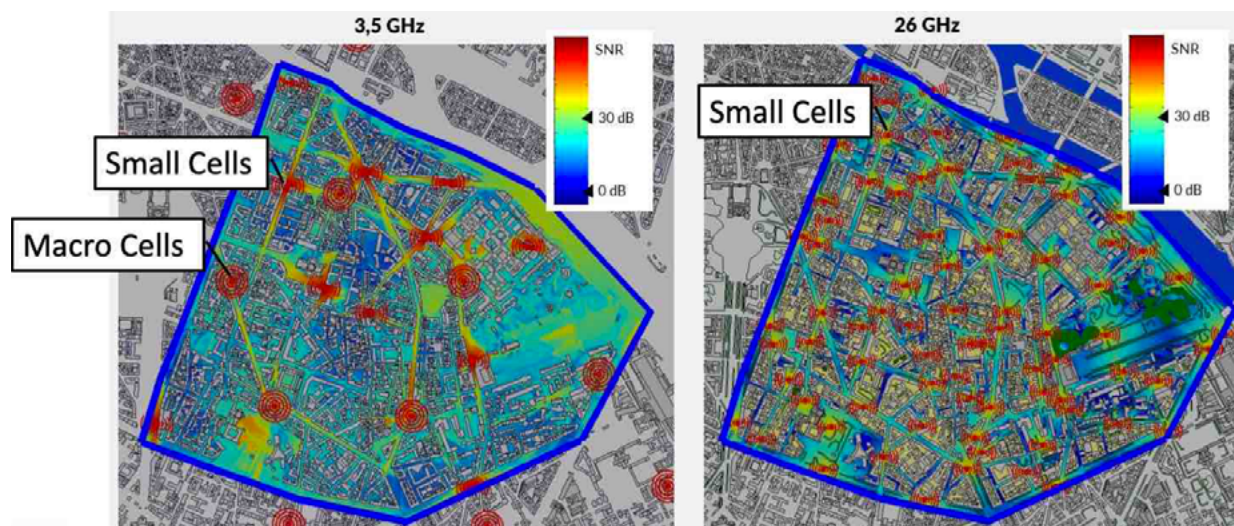 3,5 GHz
SNR
30 dB
0 dB
Small Cells
Macro Cells
26 GHz
SNR
30 dB
0 dB
Small Cells